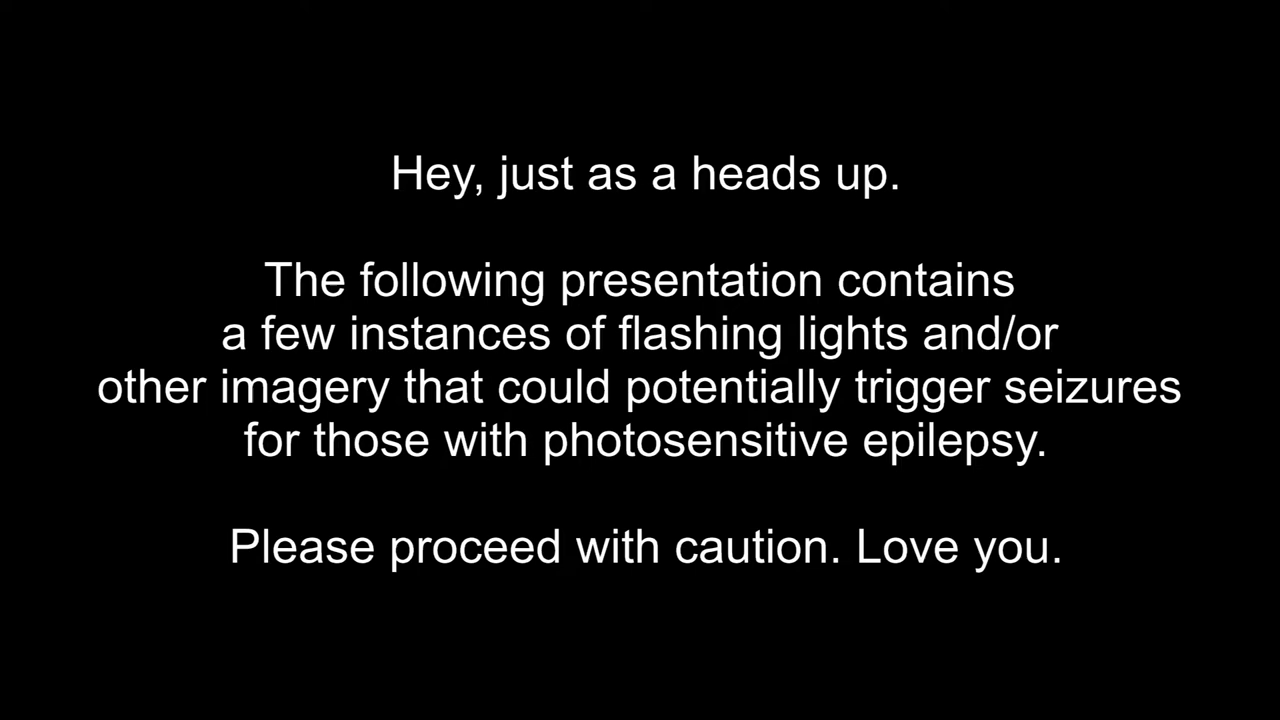 Hey, just as a heads up.
The following presentation contains
a few instances of flashing lights and/or
other imagery that could potentially trigger seizures
for those with photosensitive epilepsy.
Please proceed with caution. Love you.